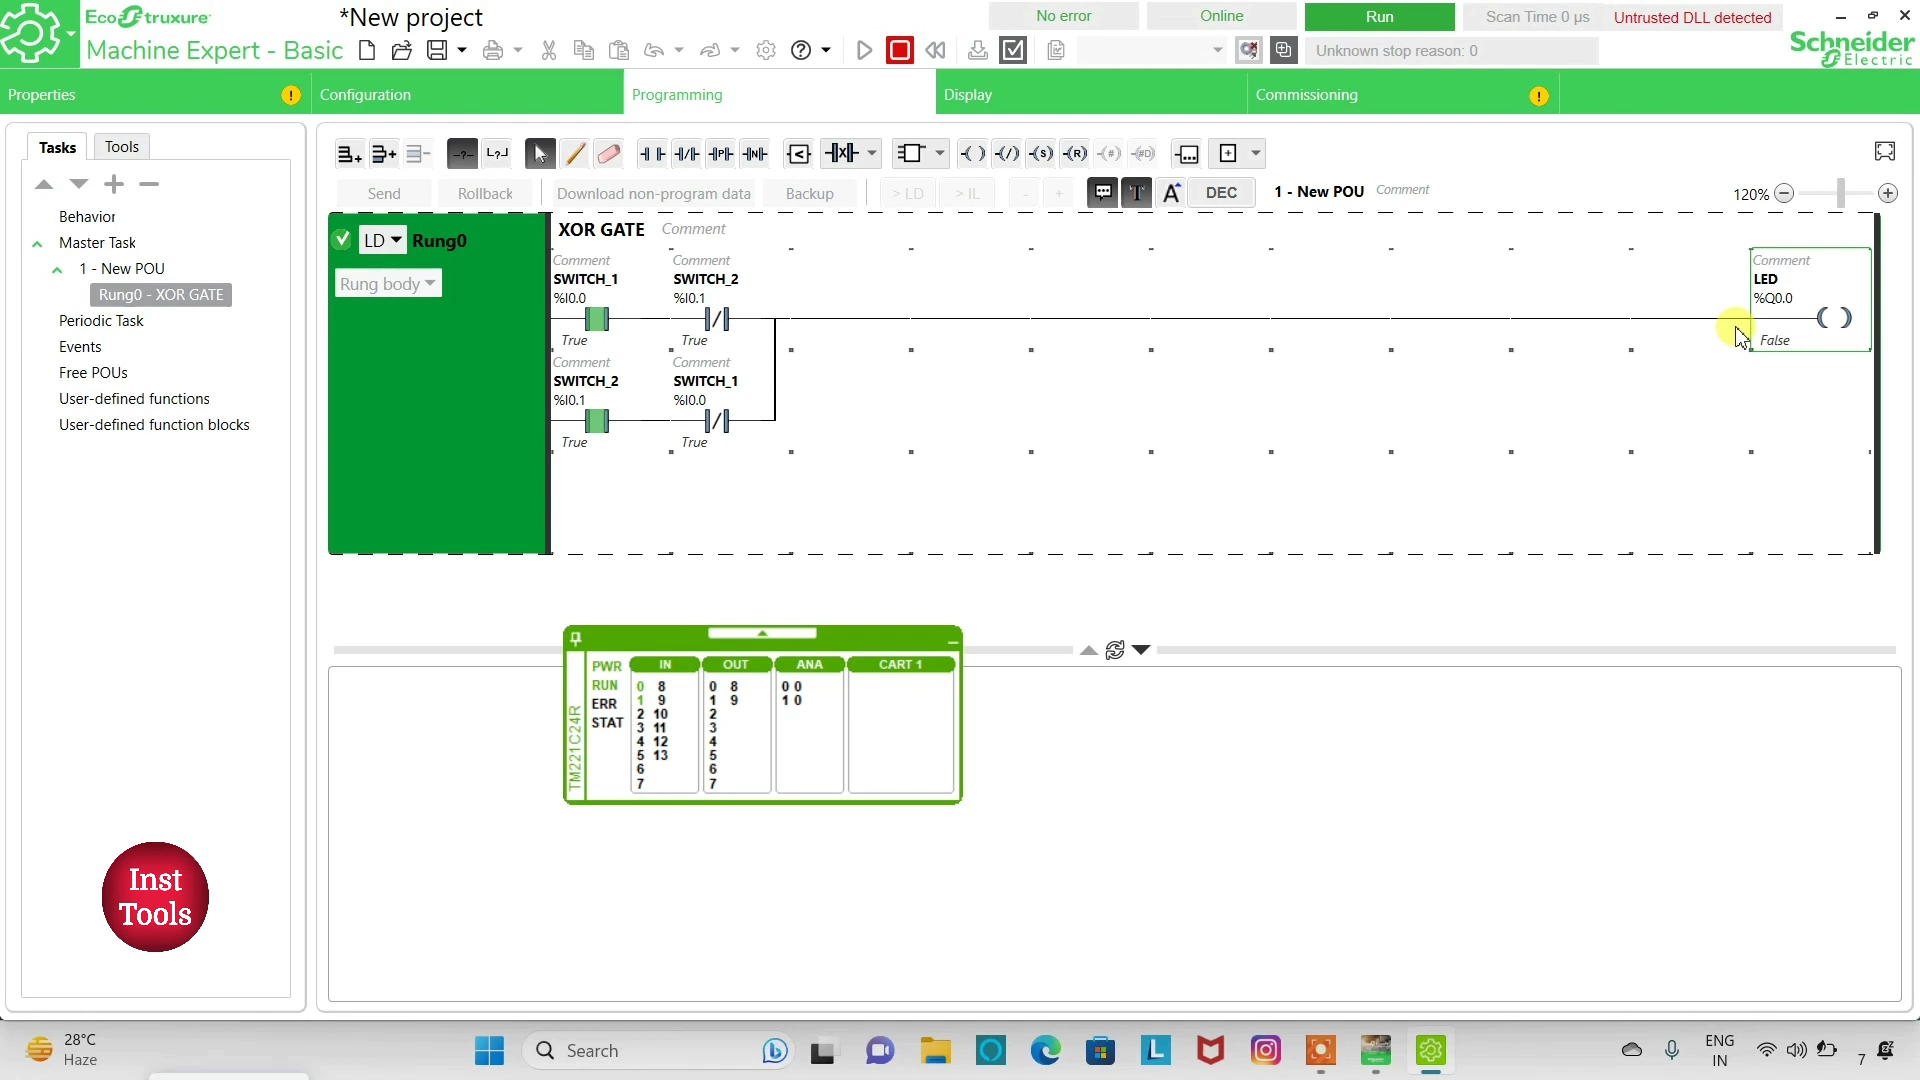 EcoStruxure
Machine Expert - Basic
*New project
No error
Online
Run
Scan Time 0 µs
Untrusted DLL detected
Unknown stop reason: 0
Schneider
Electric
Properties
Configuration
Programming
Display
Commissioning
Tasks
Tools
Behavior
Master Task
1 - New POU
Rung0 - XOR GATE
Periodic Task
Events
Free POUs
User-defined functions
User-defined function blocks
Send
Rollback
Download non-program data
Backup
> LD
> IL
-
+
DEC
1 - New POU
Comment
120%
LD
Rung0
Rung body
XOR GATE
Comment
Comment
SWITCH_1
%I0.0
True
Comment
SWITCH_2
%I0.1
True
Comment
LED
%Q0.0
False
Comment
SWITCH_2
%I0.1
True
Comment
SWITCH_1
%I0.0
True
TM221C24R
PWR
RUN
ERR
STAT
IN
OUT
ANA
CART 1
0 8
1 9
2 10
3 11
4 12
5 13
6
7
0 8
1 9
2
3
4
5
6
7
0 0
1 0
Inst
Tools
28°C
Haze
Search
ENG
IN
7